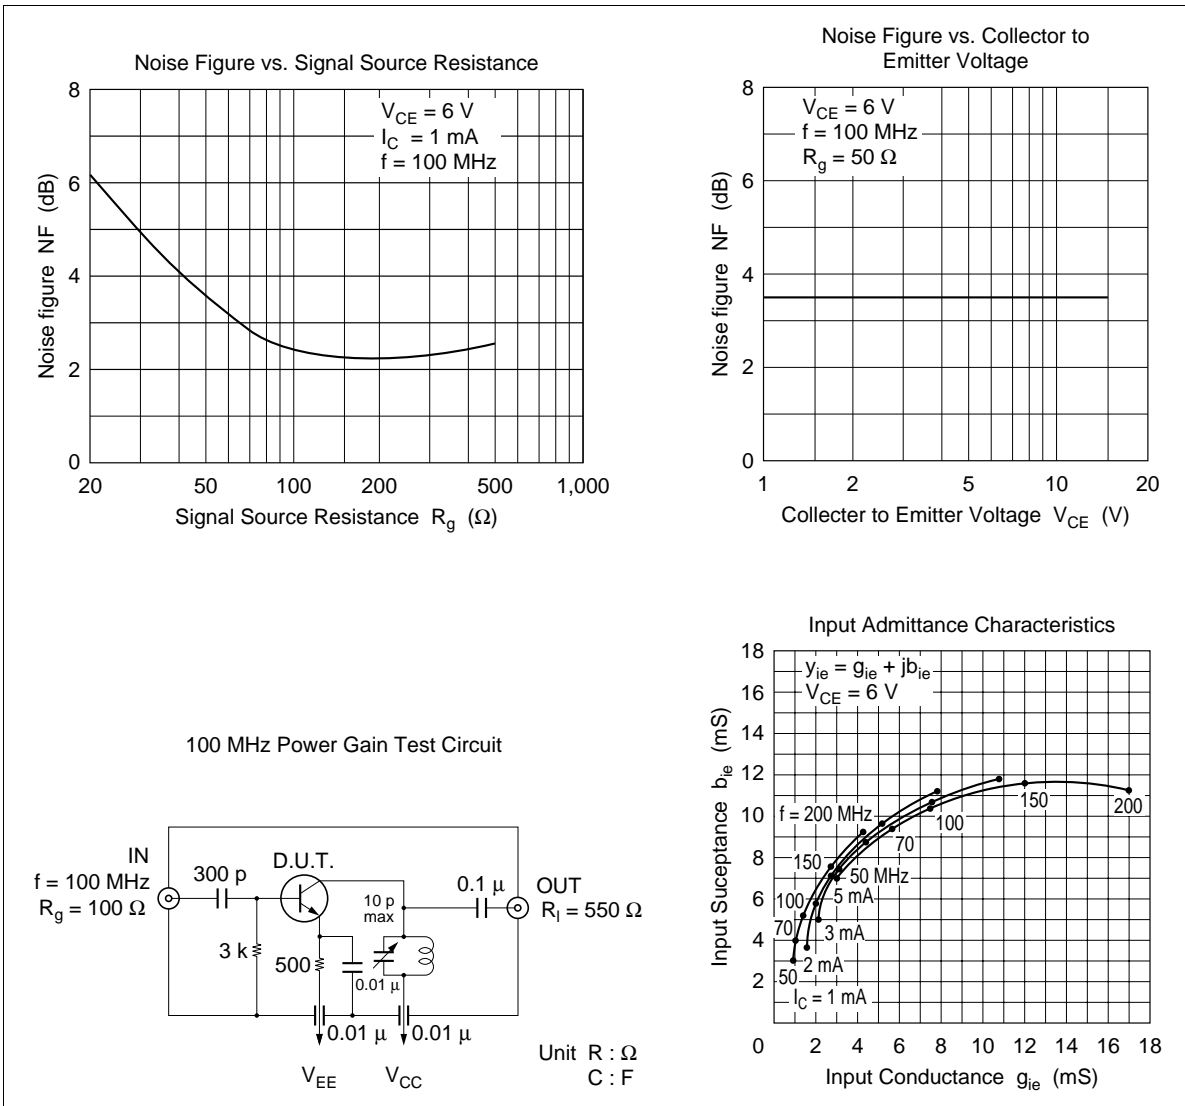 Noise Figure vs. Signal Source Resistance
8
6
4
2
0
Noise figure NF (dB)
V_CE = 6 V
I_C = 1 mA
f = 100 MHz
20 50 100 200 500 1,000
Signal Source Resistance R_g (Ω)
Noise Figure vs. Collector to
Emitter Voltage
8
6
4
2
0
Noise figure NF (dB)
V_CE = 6 V
f = 100 MHz
R_g = 50 Ω
1 2 5 10 20
Collecter to Emitter Voltage V_CE (V)
100 MHz Power Gain Test Circuit
IN
f = 100 MHz
R_g = 100 Ω
300 p
D.U.T.
3 k
500
0.01 μ
10 p
max
0.1 μ
OUT
R_l = 550 Ω
0.01 μ
0.01 μ
V_EE
V_CC
Unit R : Ω
C : F
Input Admittance Characteristics
18
16
14
12
10
8
6
4
2
Input Suceptance b_ie (mS)
y_ie = g_ie + jb_ie
V_CE = 6 V
f = 200 MHz
150
100
70
50
150
200
100
70
50 MHz
5 mA
3 mA
2 mA
I_C = 1 mA
0 2 4 6 8 10 12 14 16 18
Input Conductance g_ie (mS)